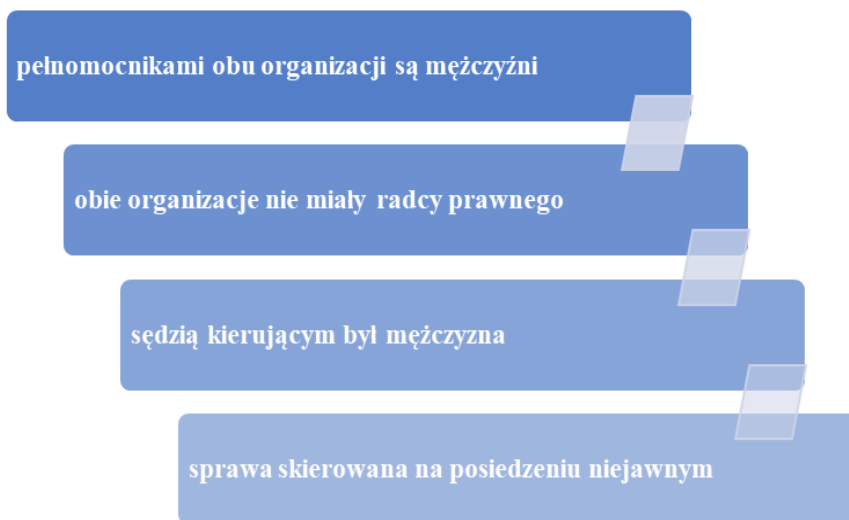 pełnomocnikami obu organizacji są mężczyźni
obie organizacje nie miały radcy prawnego
sędzią kierującym był mężczyzna
sprawa skierowana na posiedzeniu niejawnym